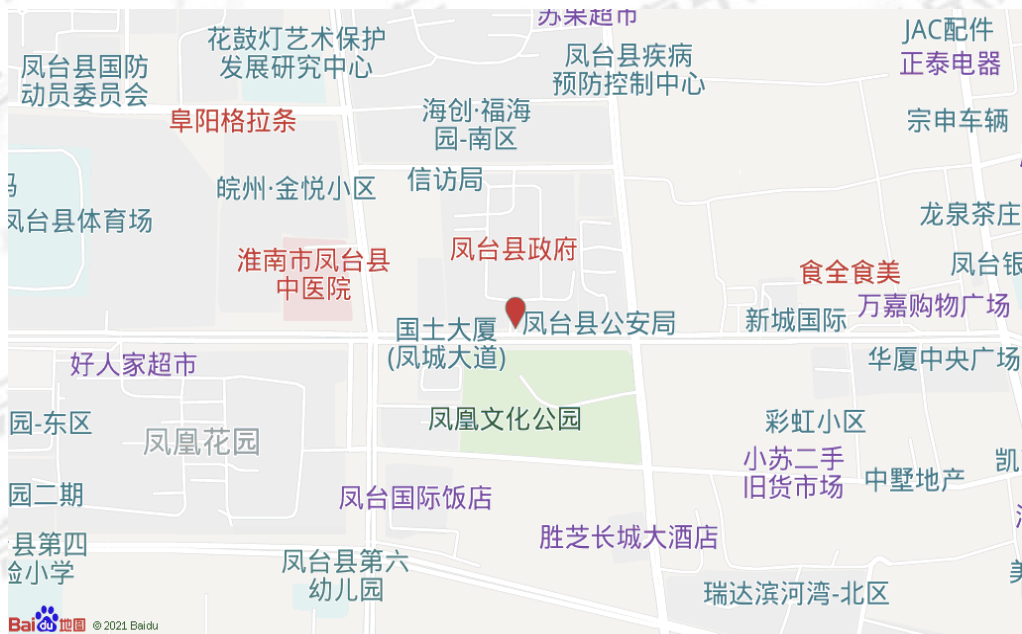 苏果超市
花鼓灯艺术保护
发展研究中心
JAC配件
正泰电器
凤台县国防
动员委员会
凤台县疾病
预防控制中心
阜阳格拉条
海创·福海
园-南区
宗申车辆
信访局
皖州·金悦小区
凤台县体育场
龙泉茶庄
凤台县政府
淮南市凤台县
中医院
食全食美
凤台银
万嘉购物广场
国土大厦
(凤城大道)
凤台县公安局
新城国际
好人家超市
华厦中央广场
园-东区
凤凰花园
凤凰文化公园
彩虹小区
小苏二手
旧货市场
中墅地产
凯
园二期
凤台国际饭店
胜芝长城大酒店
县第四
验小学
凤台县第六
幼儿园
瑞达滨河湾-北区
Bai du 地图 © 2021 Baidu